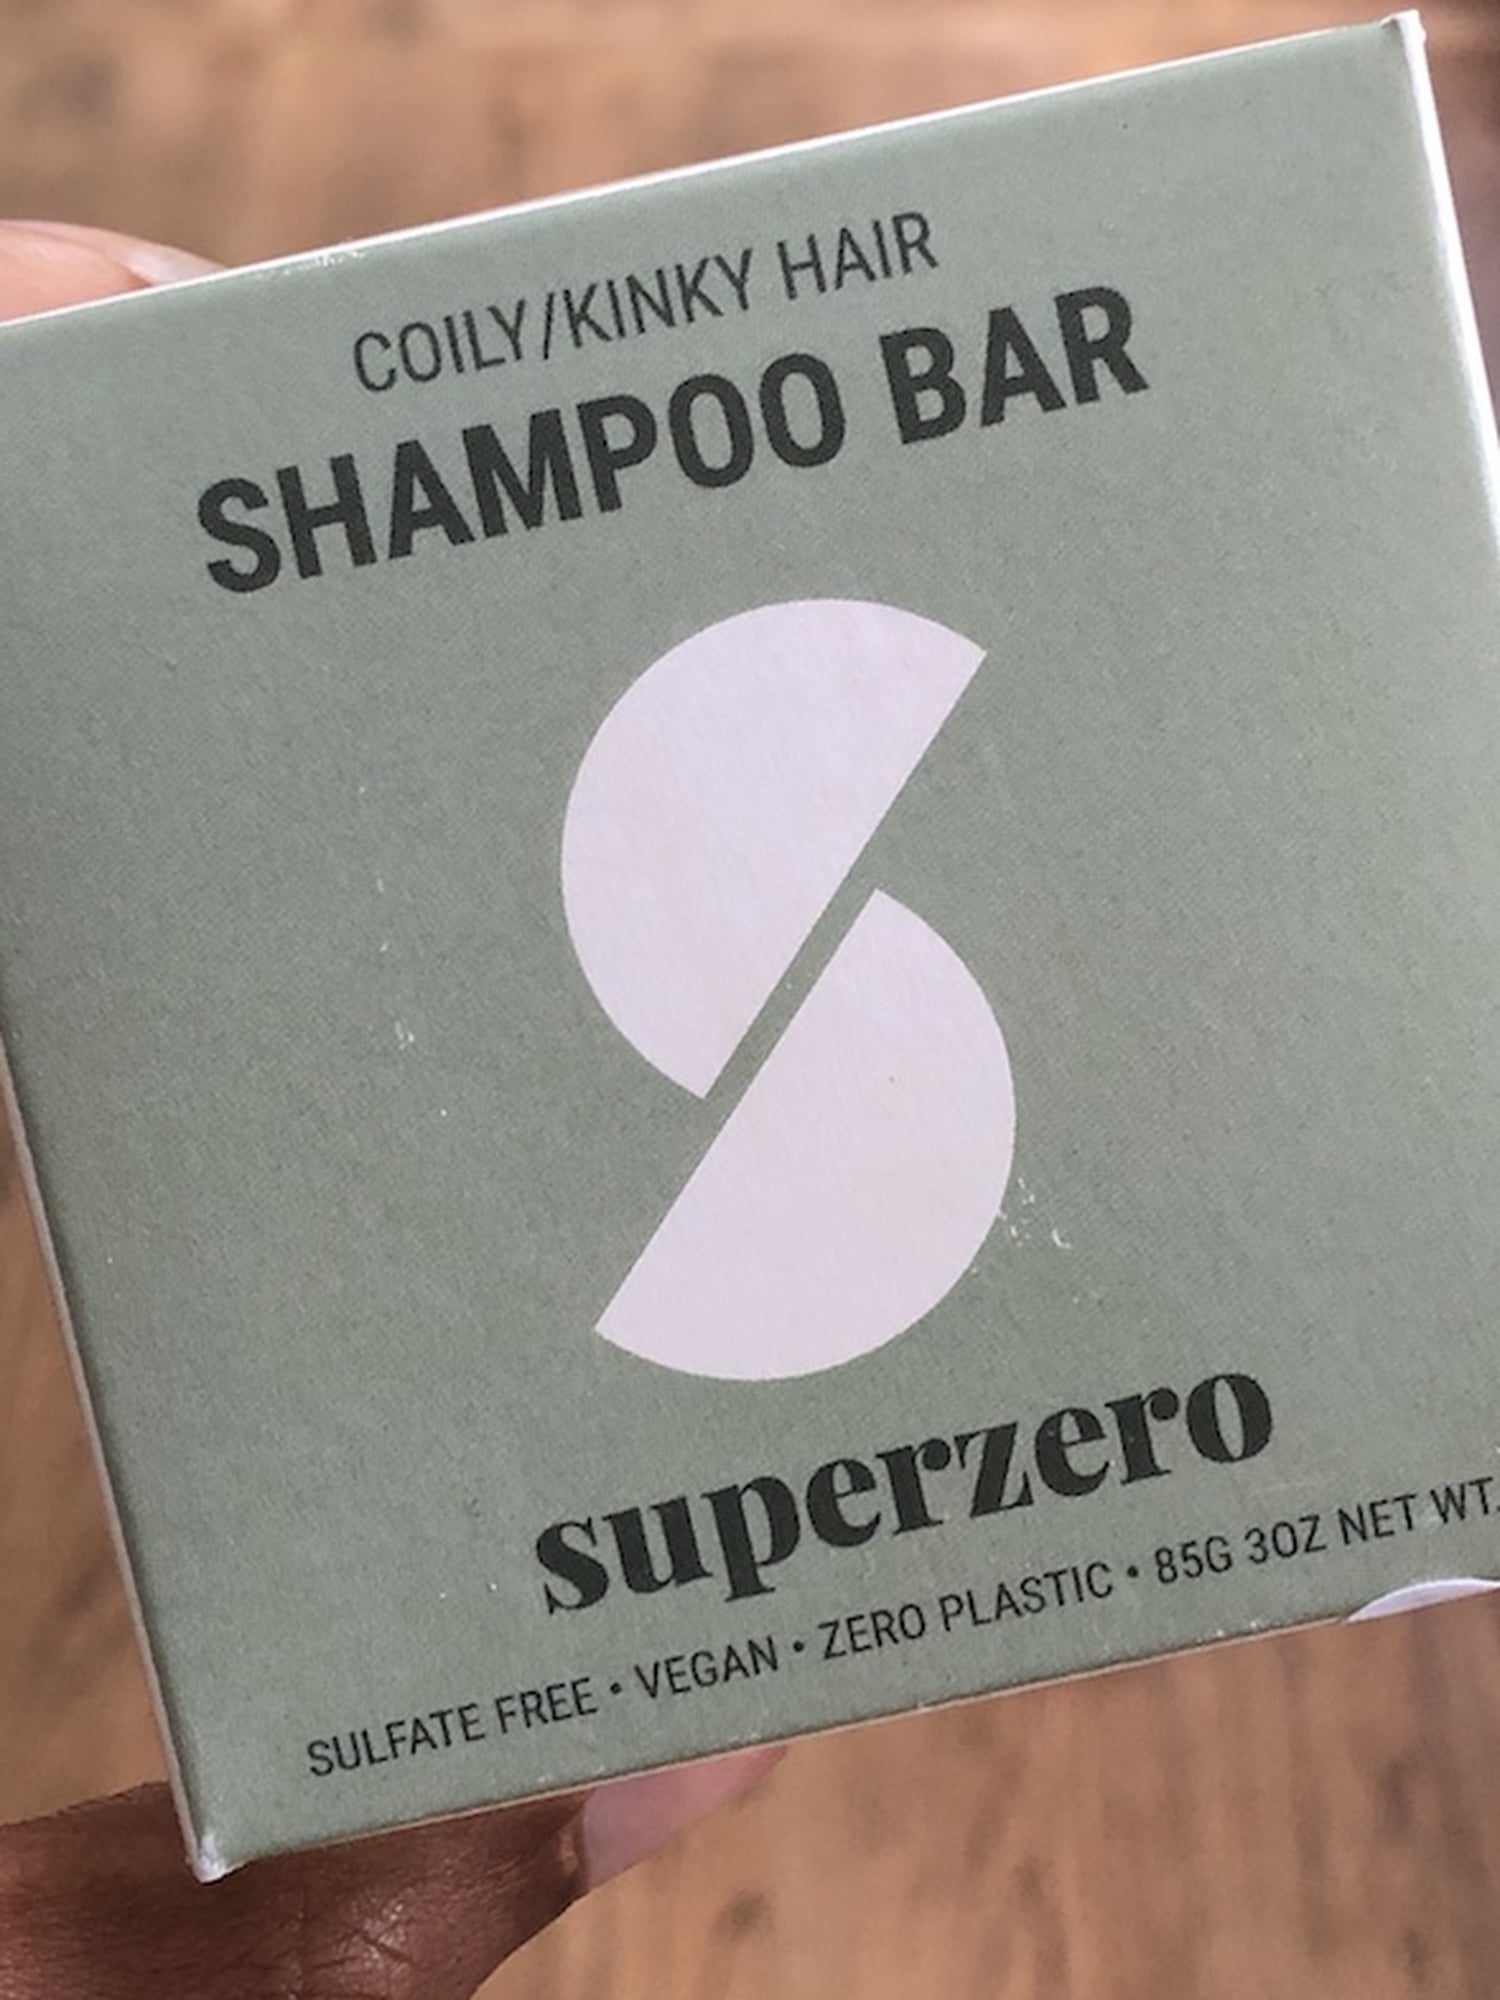 COILY/KINKY HAIR
SHAMPOO BAR
superzero
SULFATE FREE • VEGAN • ZERO PLASTIC • 85G 3OZ NET WT.